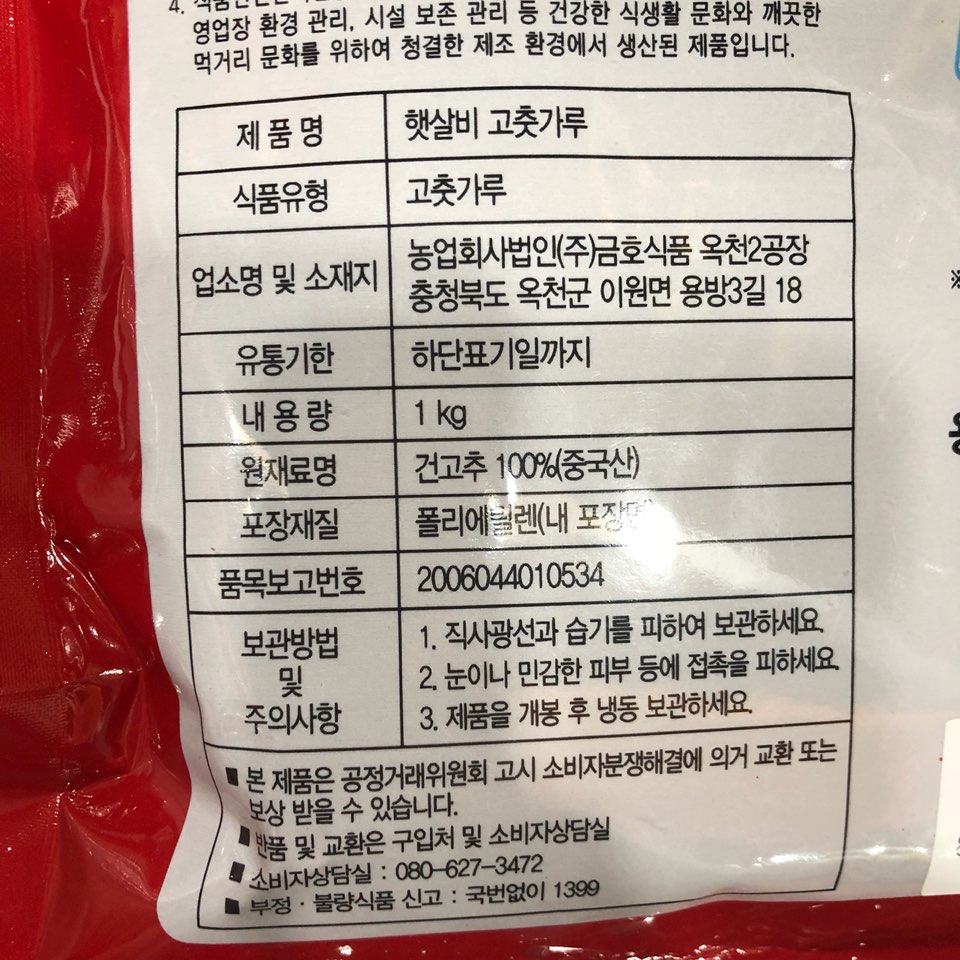 영업장 환경 관리, 시설 보존 관리 등 건강한 식생활 문화와 깨끗한
먹거리 문화를 위하여 청결한 제조 환경에서 생산된 제품입니다.
제 품 명 햇살비 고춧가루
식품유형 고춧가루
업소명 및 소재지 농업회사법인(주)금호식품 옥천2공장
충청북도 옥천군 이원면 용방3길 18
유통기한 하단표기일까지
내 용 량 1 kg
원재료명 건고추 100%(중국산)
포장재질 폴리에틸렌(내 포장면)
품목보고번호 2006044010534
보관방법
및
주의사항
1. 직사광선과 습기를 피하여 보관하세요.
2. 눈이나 민감한 피부 등에 접촉을 피하세요.
3. 제품을 개봉 후 냉동 보관하세요.
■ 본 제품은 공정거래위원회 고시 소비자분쟁해결에 의거 교환 또는
보상 받을 수 있습니다.
■ 반품 및 교환은 구입처 및 소비자상담실
■ 소비자상담실 : 080-627-3472
■ 부정 · 불량식품 신고 : 국번없이 1399